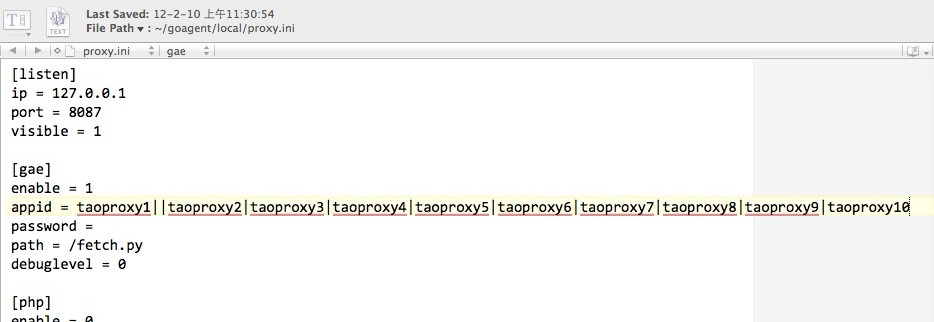 Last Saved: 12-2-10 上午11:30:54
File Path ▾ : ~/goagent/local/proxy.ini
TEXT
proxy.ini gae
[listen]
ip = 127.0.0.1
port = 8087
visible = 1
[gae]
enable = 1
appid = taoproxy1||taoproxy2|taoproxy3|taoproxy4|taoproxy5|taoproxy6|taoproxy7|taoproxy8|taoproxy9|taoproxy10
password =
path = /fetch.py
debuglevel = 0
[php]
enable = 0